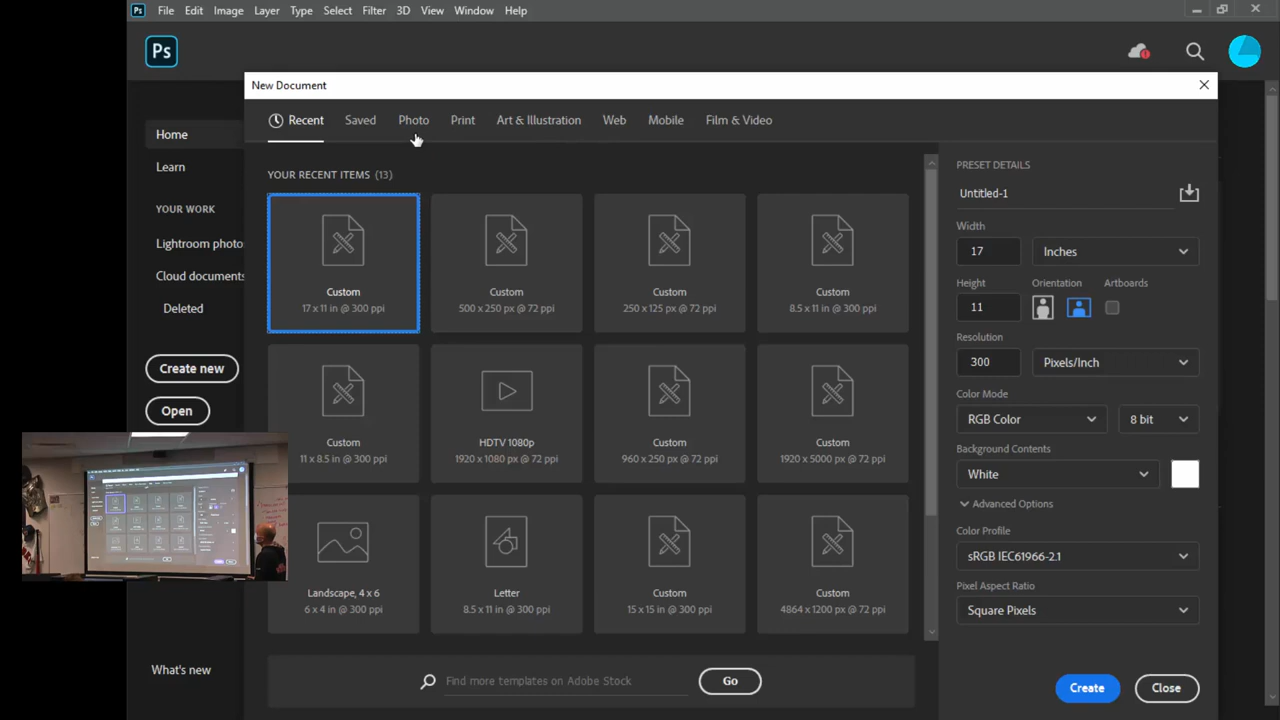 Ps File Edit Image Layer Type Select Filter 3D View Window Help
Ps
New Document
Recent Saved Photo Print Art & Illustration Web Mobile Film & Video
Home
Learn
YOUR WORK
Lightroom photo
Cloud documents
Deleted
Create new
Open
What's new
YOUR RECENT ITEMS (13)
Custom
17 x 11 in @ 300 ppi
Custom
500 x 250 px @ 72 ppi
Custom
250 x 125 px @ 72 ppi
Custom
8.5 x 11 in @ 300 ppi
Custom
11 x 8.5 in @ 300 ppi
HDTV 1080p
1920 x 1080 px @ 72 ppi
Custom
960 x 250 px @ 72 ppi
Custom
1920 x 5000 px @ 72 ppi
Landscape, 4 x 6
6 x 4 in @ 300 ppi
Letter
8.5 x 11 in @ 300 ppi
Custom
15 x 15 in @ 300 ppi
Custom
4864 x 1200 px @ 72 ppi
Find more templates on Adobe Stock
Go
PRESET DETAILS
Untitled-1
Width
17 Inches
Height Orientation Artboards
11
Resolution
300 Pixels/Inch
Color Mode
RGB Color 8 bit
Background Contents
White
Advanced Options
Color Profile
sRGB IEC61966-2.1
Pixel Aspect Ratio
Square Pixels
Create Close